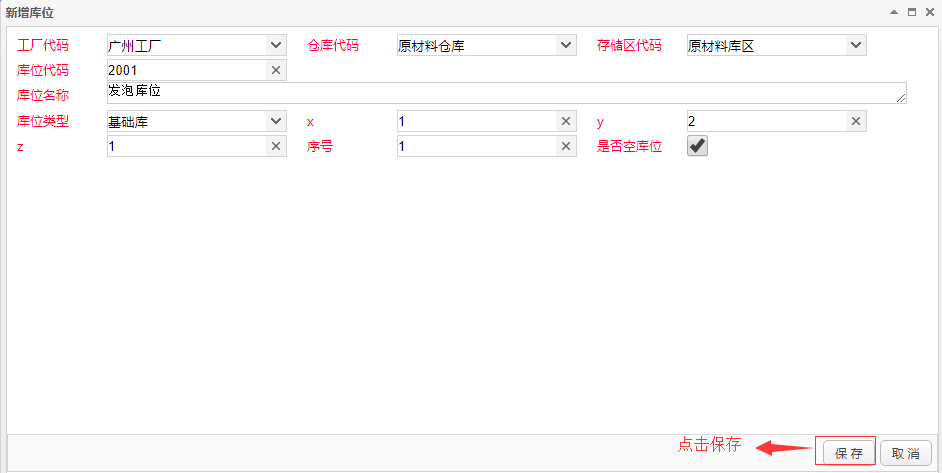 新增库位
工厂代码 广州工厂 仓库代码 原材料仓库 存储区代码 原材料库区
库位代码 2001
库位名称 发泡库位
库位类型 基础库 x 1 y 2
z 1 序号 1 是否空库位
点击保存 保存 取消